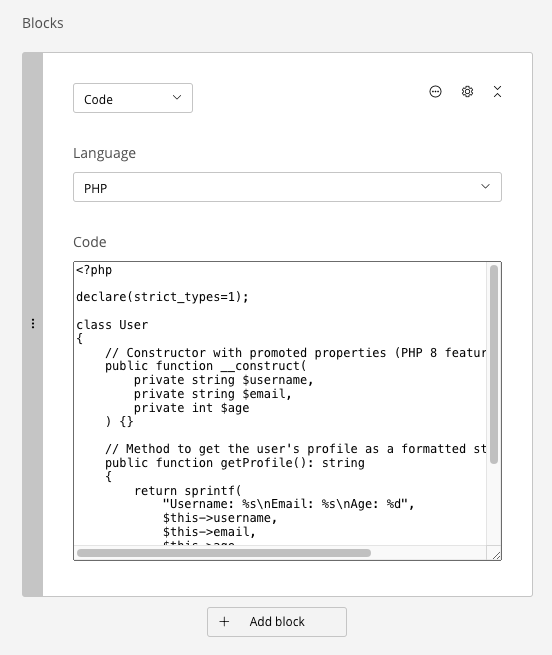 Blocks
Code
Language
PHP
Code
<?php
declare(strict_types=1);
class User
{
    // Constructor with promoted properties (PHP 8 featur
    public function __construct(
        private string $username,
        private string $email,
        private int $age
    ) {}
    // Method to get the user's profile as a formatted st
    public function getProfile(): string
    {
        return sprintf(
            "Username: %s\nEmail: %s\nAge: %d",
            $this->username,
            $this->email,
            $this->age
+ Add block